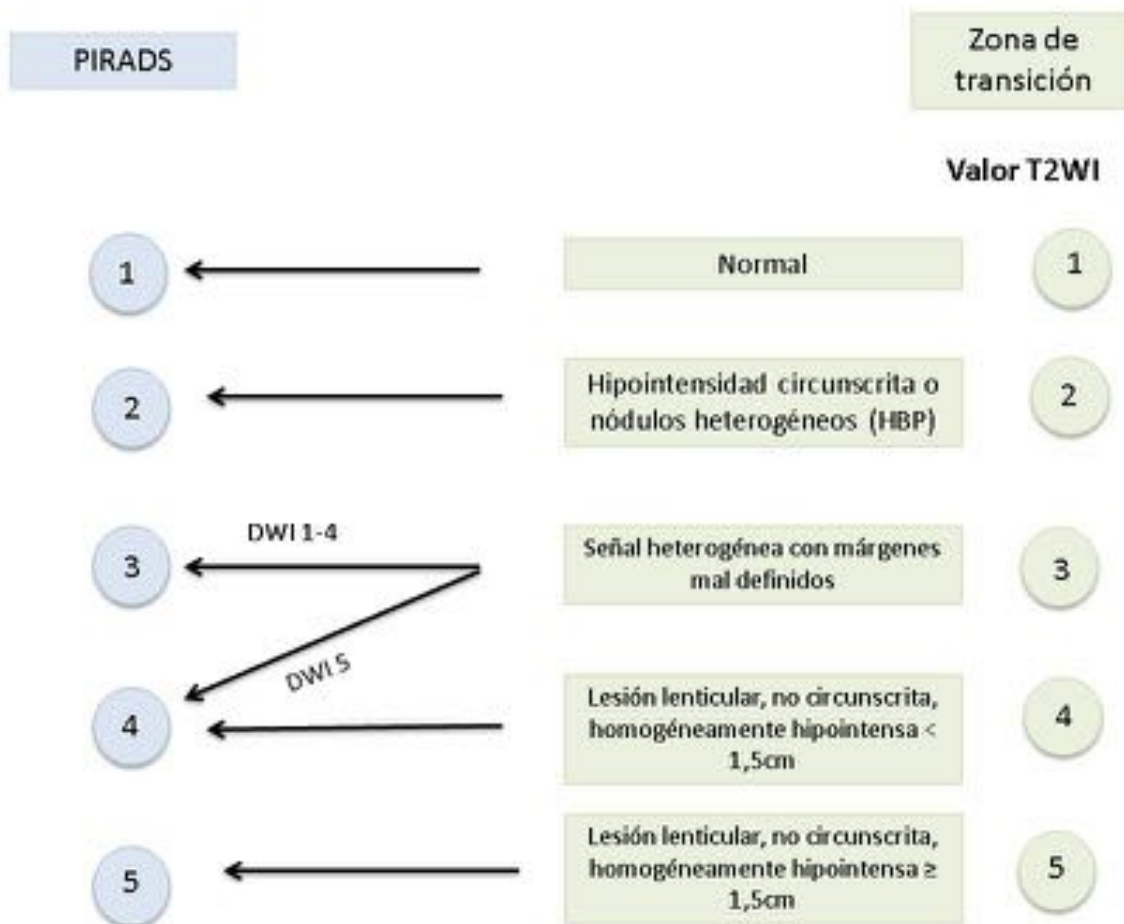 PIRADS
Zona de
transición
Valor T2WI
1
Normal
1
2
Hipointensidad circunscrita o
nódulos heterogéneos (HBP)
2
DWI 1-4
3
Señal heterogénea con márgenes
mal definidos
3
DWI 5
4
Lesión lenticular, no circunscrita,
homogéneamente hipointensa <
1,5cm
4
5
Lesión lenticular, no circunscrita,
homogéneamente hipointensa ≥
1,5cm
5